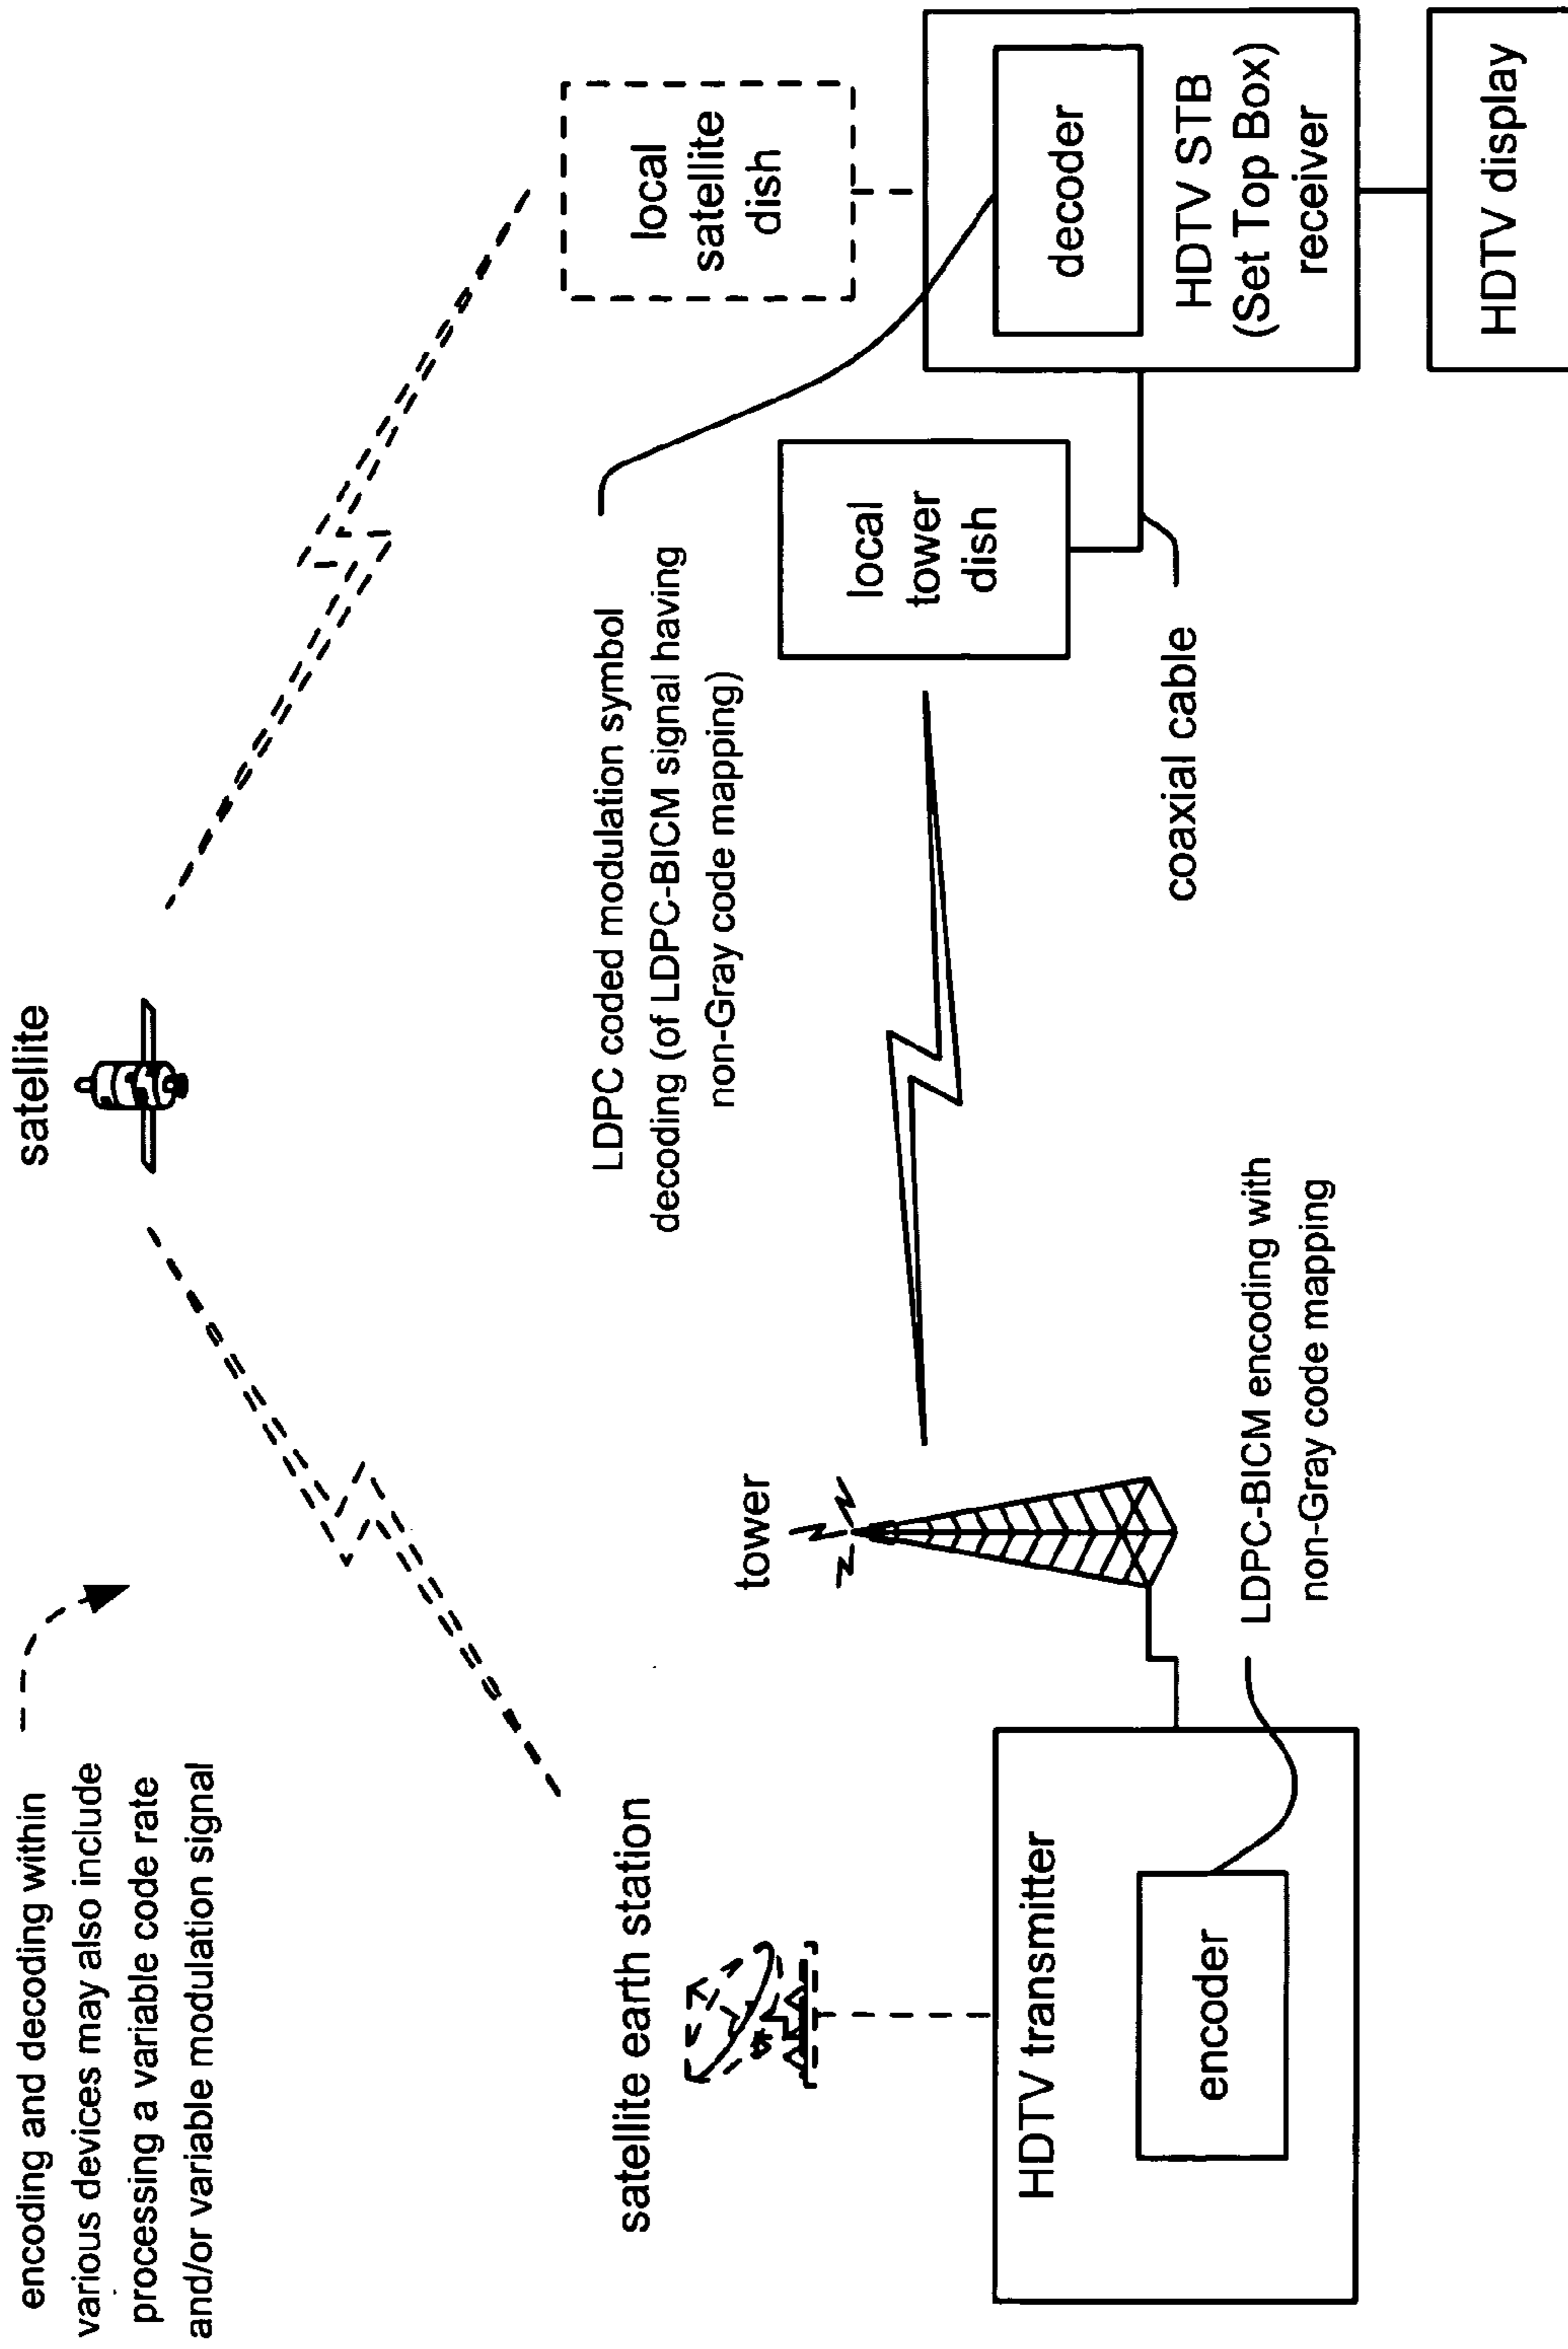 encoding and decoding within
various devices may also include
processing a variable code rate
and/or variable modulation signal
satellite
satellite earth station
HDTV transmitter
encoder
tower
LDPC-BICM encoding with
non-Gray code mapping
LDPC coded modulation symbol
decoding (of LDPC-BICM signal having
non-Gray code mapping)
local
tower
dish
coaxial cable
local
satellite
dish
decoder
HDTV STB
(Set Top Box)
receiver
HDTV display